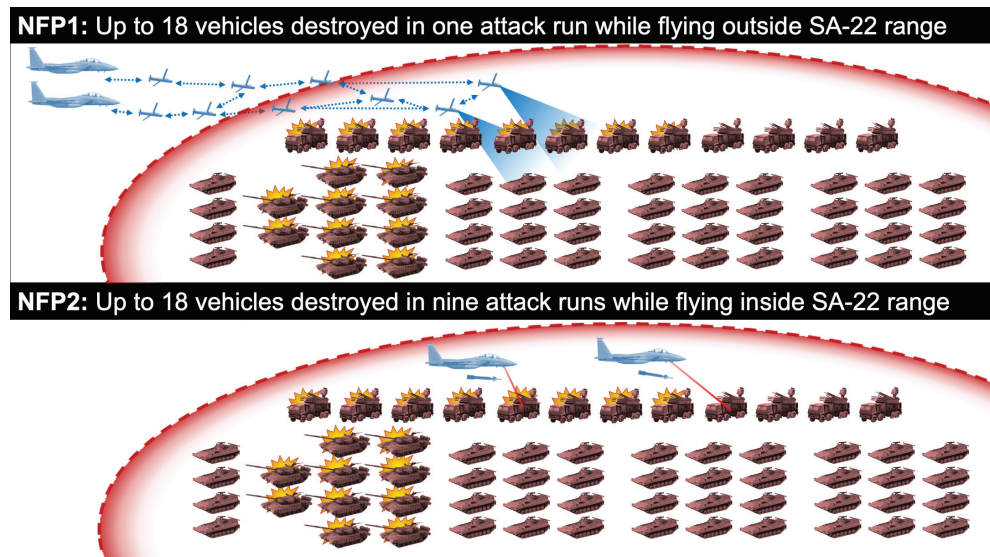 NFP1: Up to 18 vehicles destroyed in one attack run while flying outside SA-22 range
NFP2: Up to 18 vehicles destroyed in nine attack runs while flying inside SA-22 range